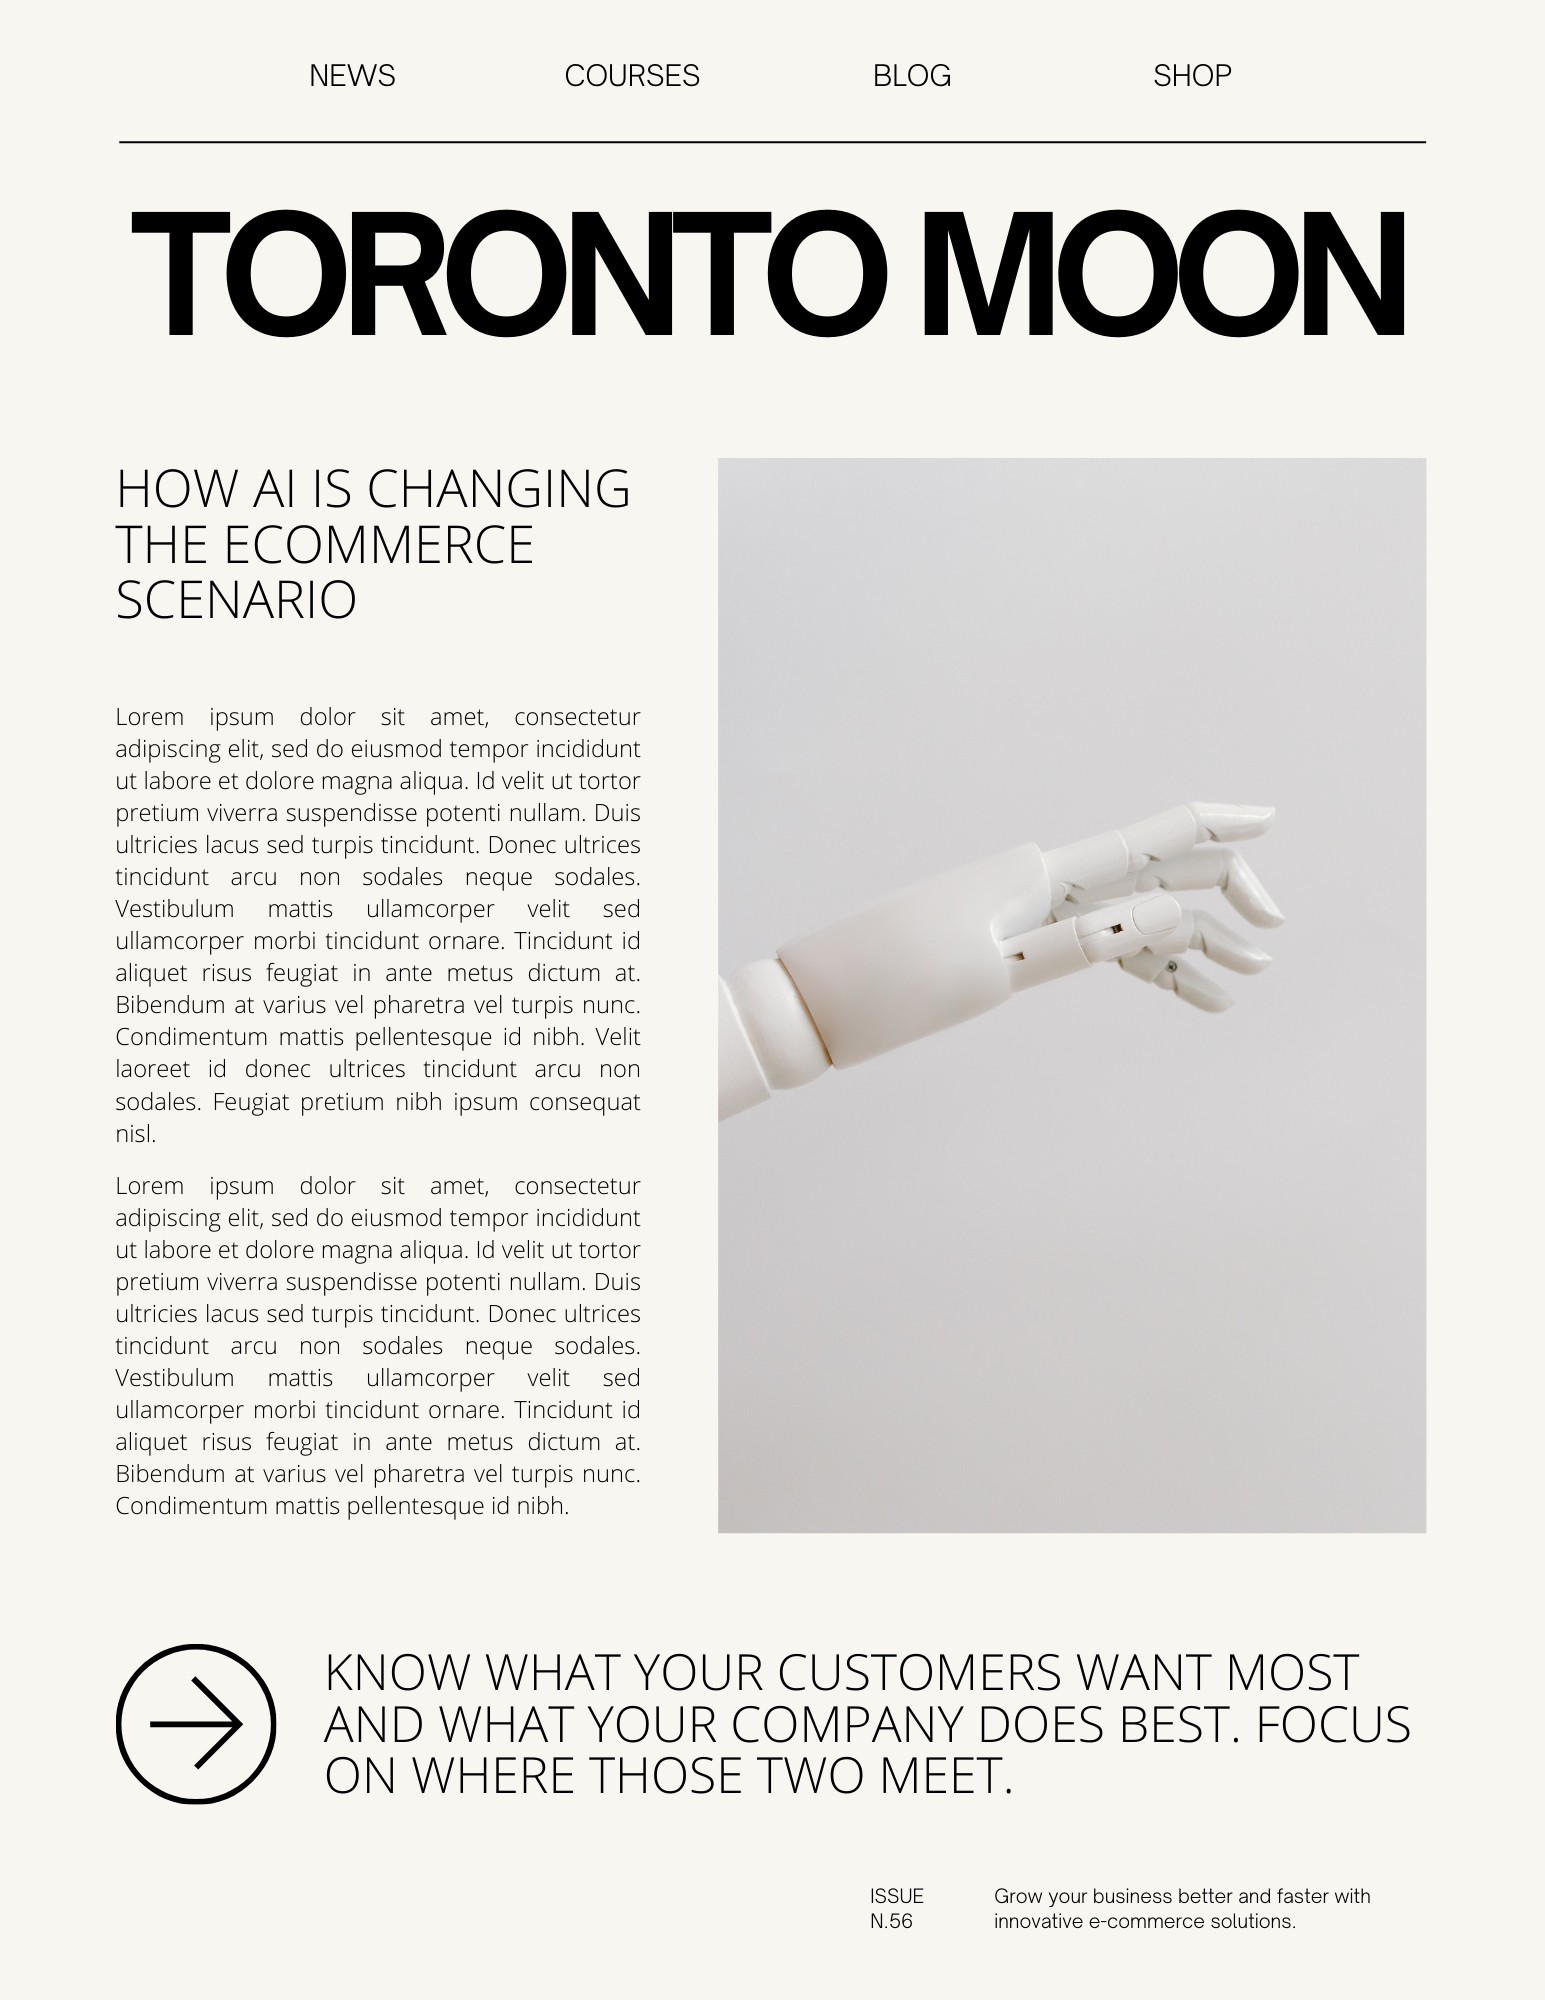 NEWS COURSES BLOG SHOP
TORONTO MOON
HOW AI IS CHANGING
THE ECOMMERCE
SCENARIO
Lorem ipsum dolor sit amet, consectetur
adipiscing elit, sed do eiusmod tempor incididunt
ut labore et dolore magna aliqua. Id velit ut tortor
pretium viverra suspendisse potenti nullam. Duis
ultricies lacus sed turpis tincidunt. Donec ultrices
tincidunt arcu non sodales neque sodales.
Vestibulum mattis ullamcorper velit sed
ullamcorper morbi tincidunt ornare. Tincidunt id
aliquet risus feugiat in ante metus dictum at.
Bibendum at varius vel pharetra vel turpis nunc.
Condimentum mattis pellentesque id nibh. Velit
laoreet id donec ultrices tincidunt arcu non
sodales. Feugiat pretium nibh ipsum consequat
nisl.
Lorem ipsum dolor sit amet, consectetur
adipiscing elit, sed do eiusmod tempor incididunt
ut labore et dolore magna aliqua. Id velit ut tortor
pretium viverra suspendisse potenti nullam. Duis
ultricies lacus sed turpis tincidunt. Donec ultrices
tincidunt arcu non sodales neque sodales.
Vestibulum mattis ullamcorper velit sed
ullamcorper morbi tincidunt ornare. Tincidunt id
aliquet risus feugiat in ante metus dictum at.
Bibendum at varius vel pharetra vel turpis nunc.
Condimentum mattis pellentesque id nibh.
KNOW WHAT YOUR CUSTOMERS WANT MOST
AND WHAT YOUR COMPANY DOES BEST. FOCUS
ON WHERE THOSE TWO MEET.
ISSUE
N.56
Grow your business better and faster with
innovative e-commerce solutions.